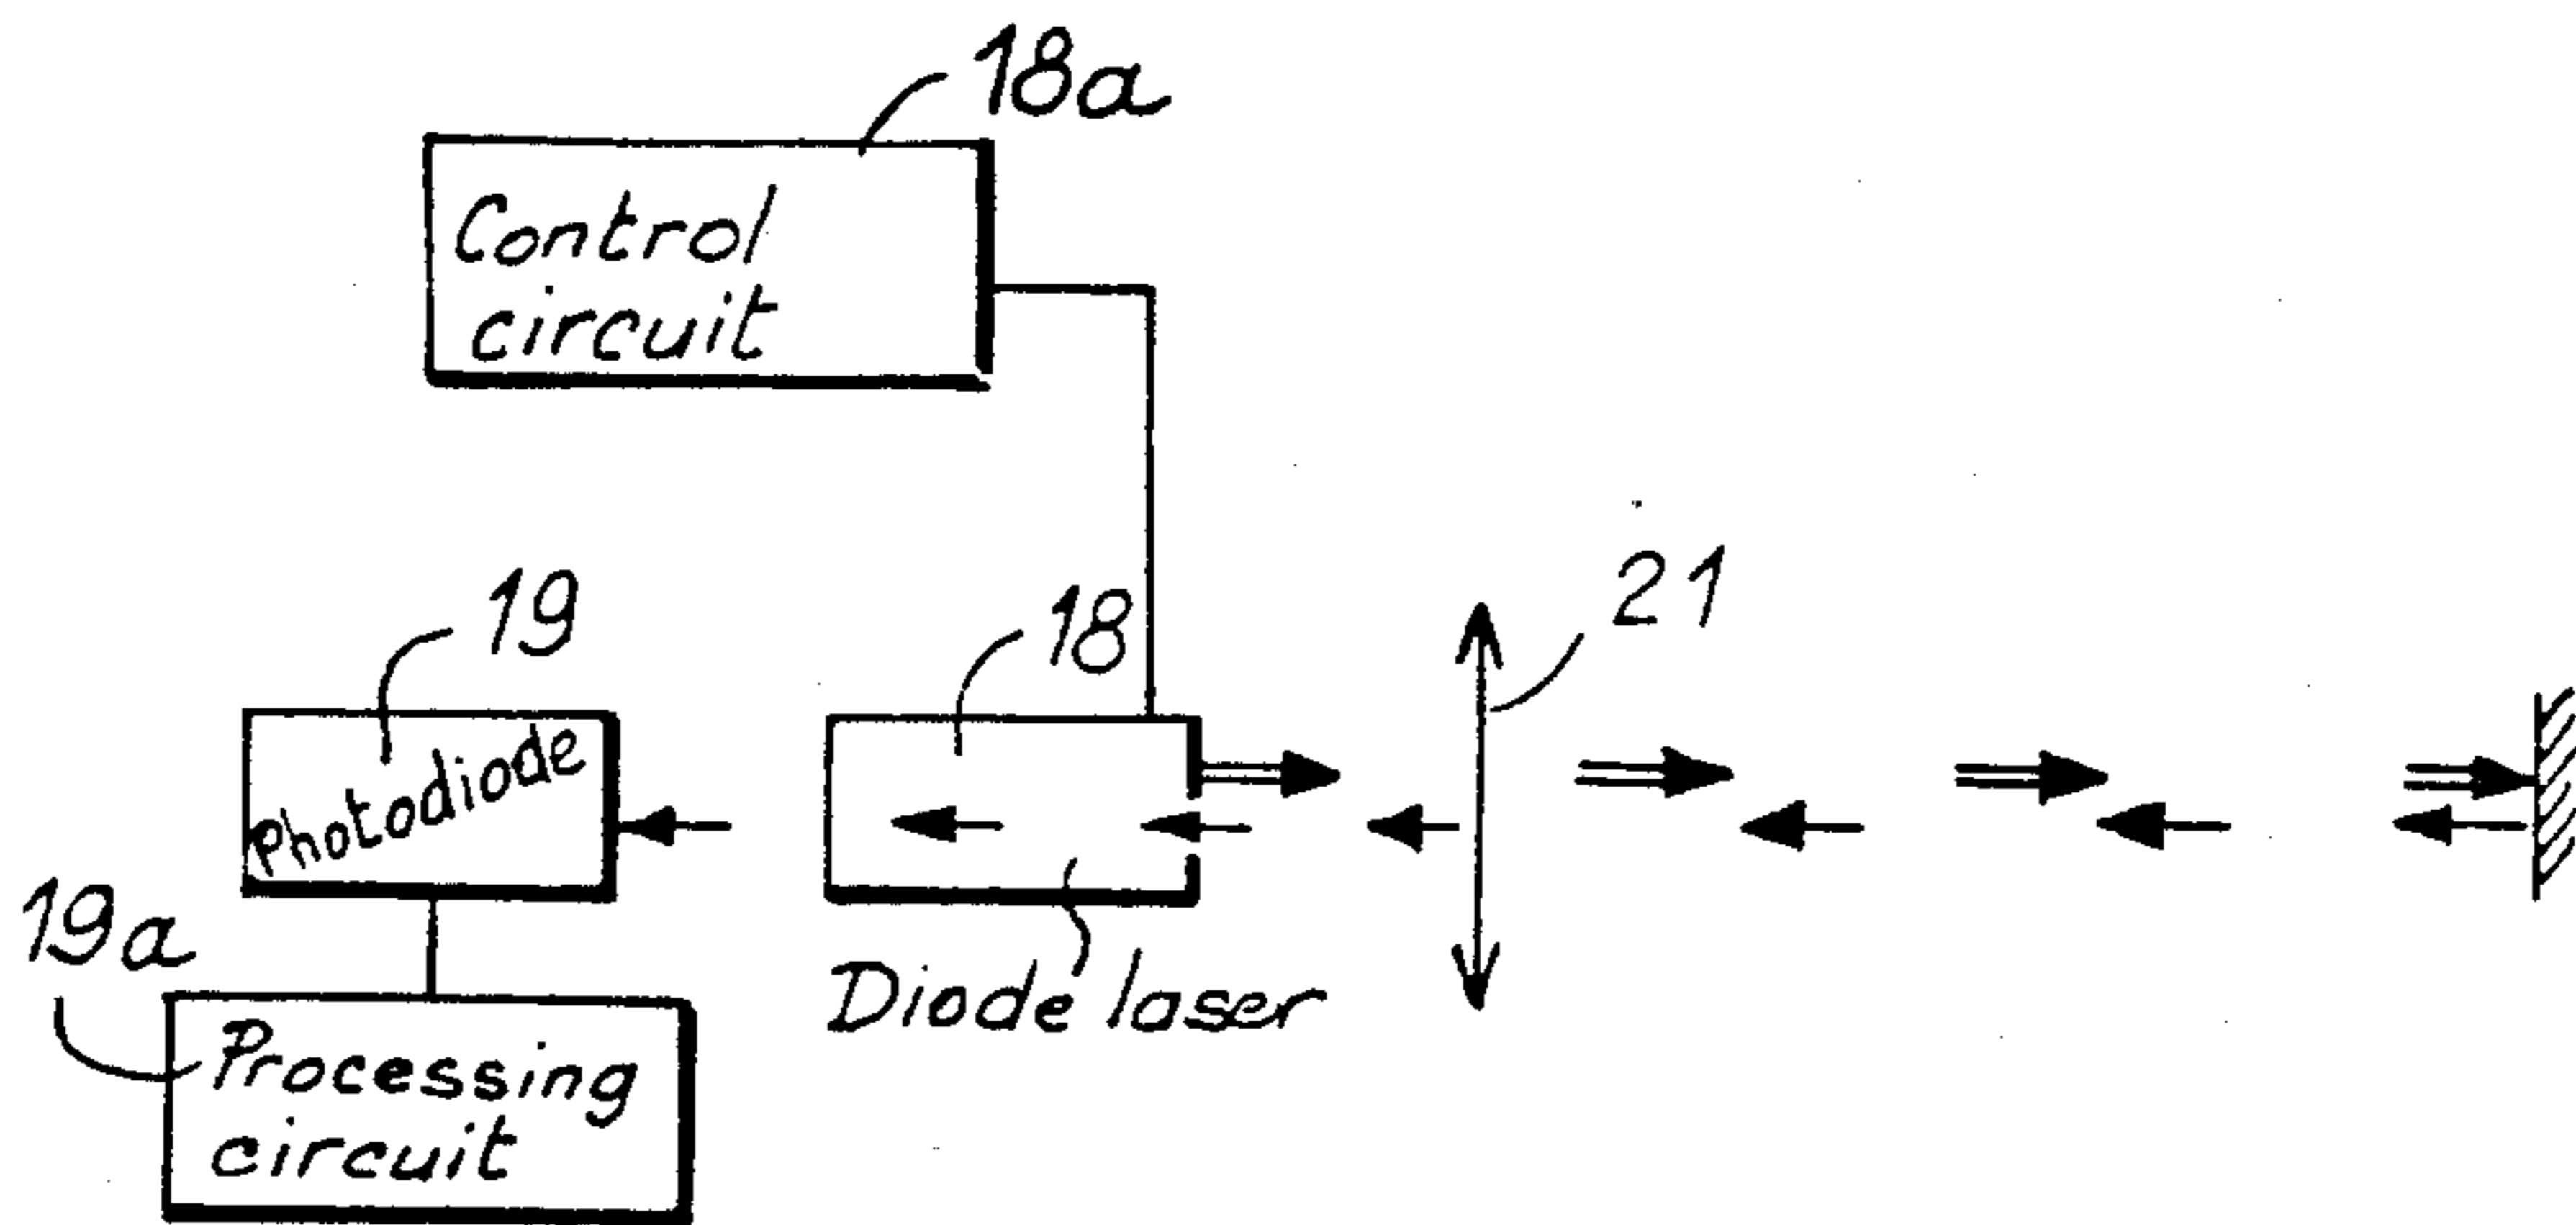 18a
Control
circuit
19
18
21
Photodiode
19a
Diode laser
Processing
circuit